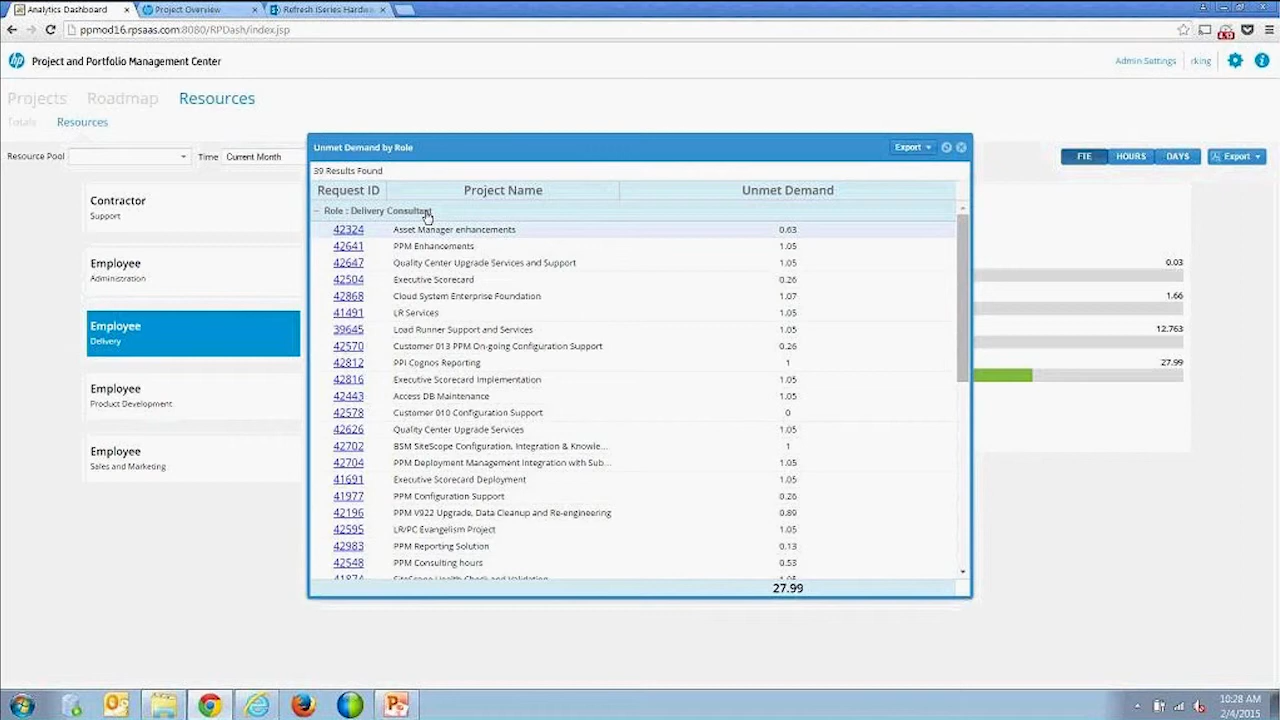 Analytics Dashboard
Project Overview
Refresh iSeries Hardw
ppmod16.rpsaas.com:8080/RPDash/index.jsp
hp Project and Portfolio Management Center
Admin Settings rking
Projects Roadmap Resources
Totals Resources
Resource Pool Time Current Month
FTE HOURS DAYS Export
Contractor
Support
Employee
Administration
Employee
Delivery
Employee
Product Development
Employee
Sales and Marketing
Unmet Demand by Role Export
39 Results Found
Request ID Project Name Unmet Demand
− Role : Delivery Consultant
42324 Asset Manager enhancements 0.63
42641 PPM Enhancements 1.05
42647 Quality Center Upgrade Services and Support 1.05
42504 Executive Scorecard 0.26
42868 Cloud System Enterprise Foundation 1.07
41491 LR Services 1.05
39645 Load Runner Support and Services 1.05
42570 Customer 013 PPM On-going Configuration Support 0.26
42812 PPI Cognos Reporting 1
42816 Executive Scorecard Implementation 1.05
42443 Access DB Maintenance 1.05
42578 Customer 010 Configuration Support 0
42626 Quality Center Upgrade Services 1.05
42702 BSM SiteScope Configuration, Integration & Knowle... 1
42704 PPM Deployment Management Integration with Sub... 1.05
41691 Executive Scorecard Deployment 1.05
41977 PPM Configuration Support 0.26
42196 PPM V922 Upgrade, Data Cleanup and Re-engineering 0.89
42595 LR/PC Evangelism Project 1.05
42983 PPM Reporting Solution 0.13
42548 PPM Consulting hours 0.53
41874 SiteScope Health Check and Validation 1.05
27.99
0.03
1.66
12.763
27.99
10:28 AM
2/4/2015